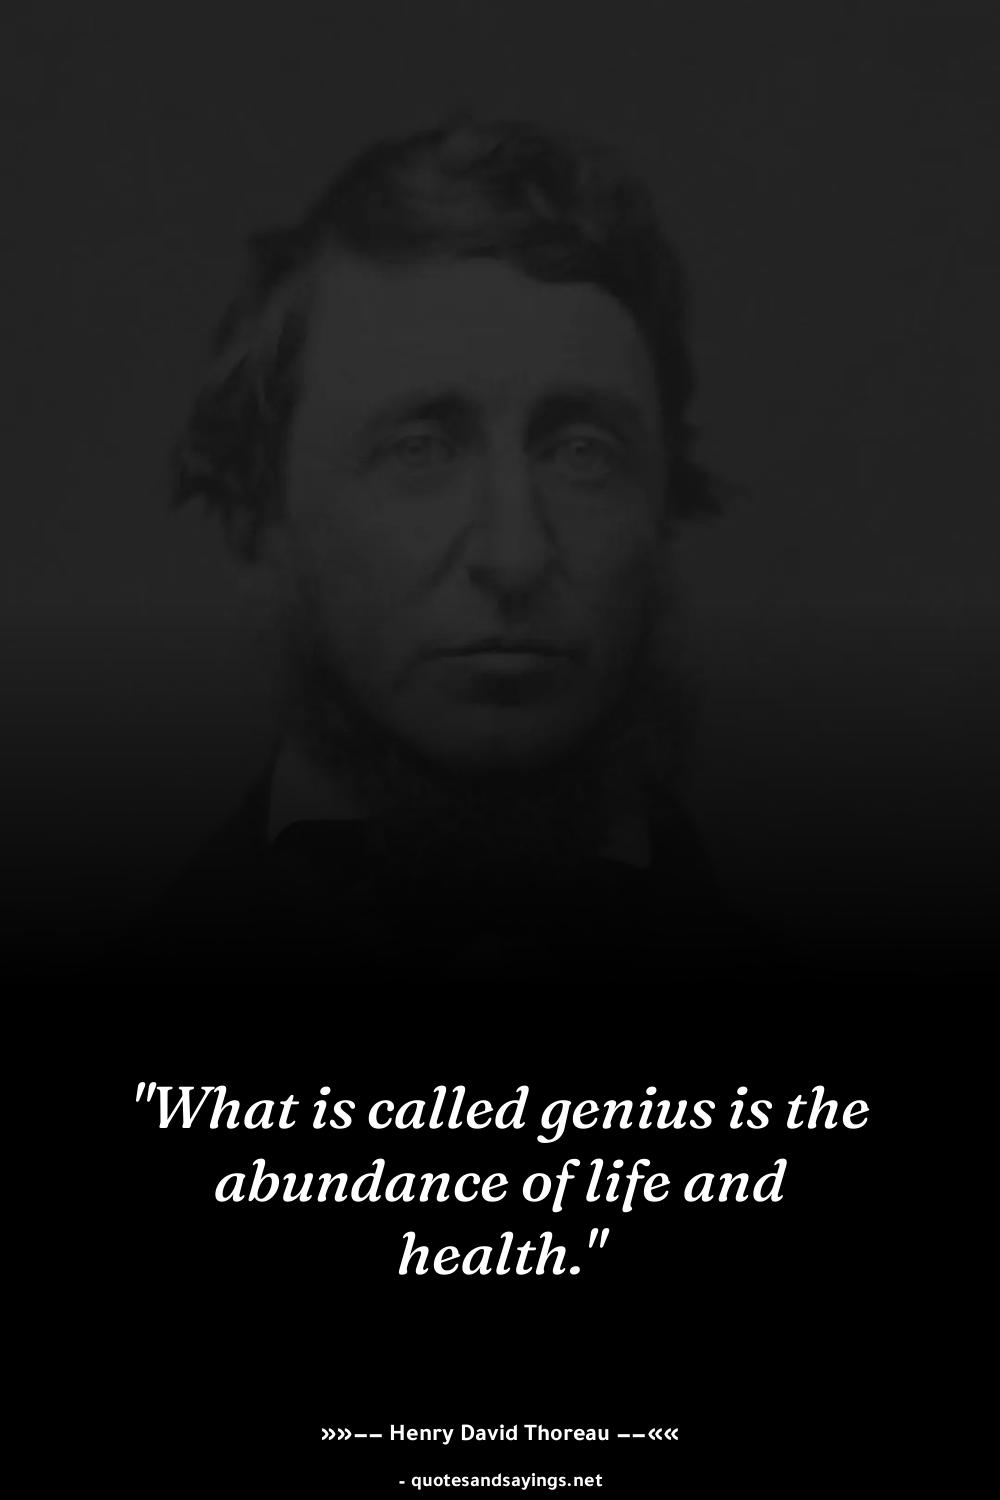 "What is called genius is the
abundance of life and
health."
»»–– Henry David Thoreau ––««
- quotesandsayings.net